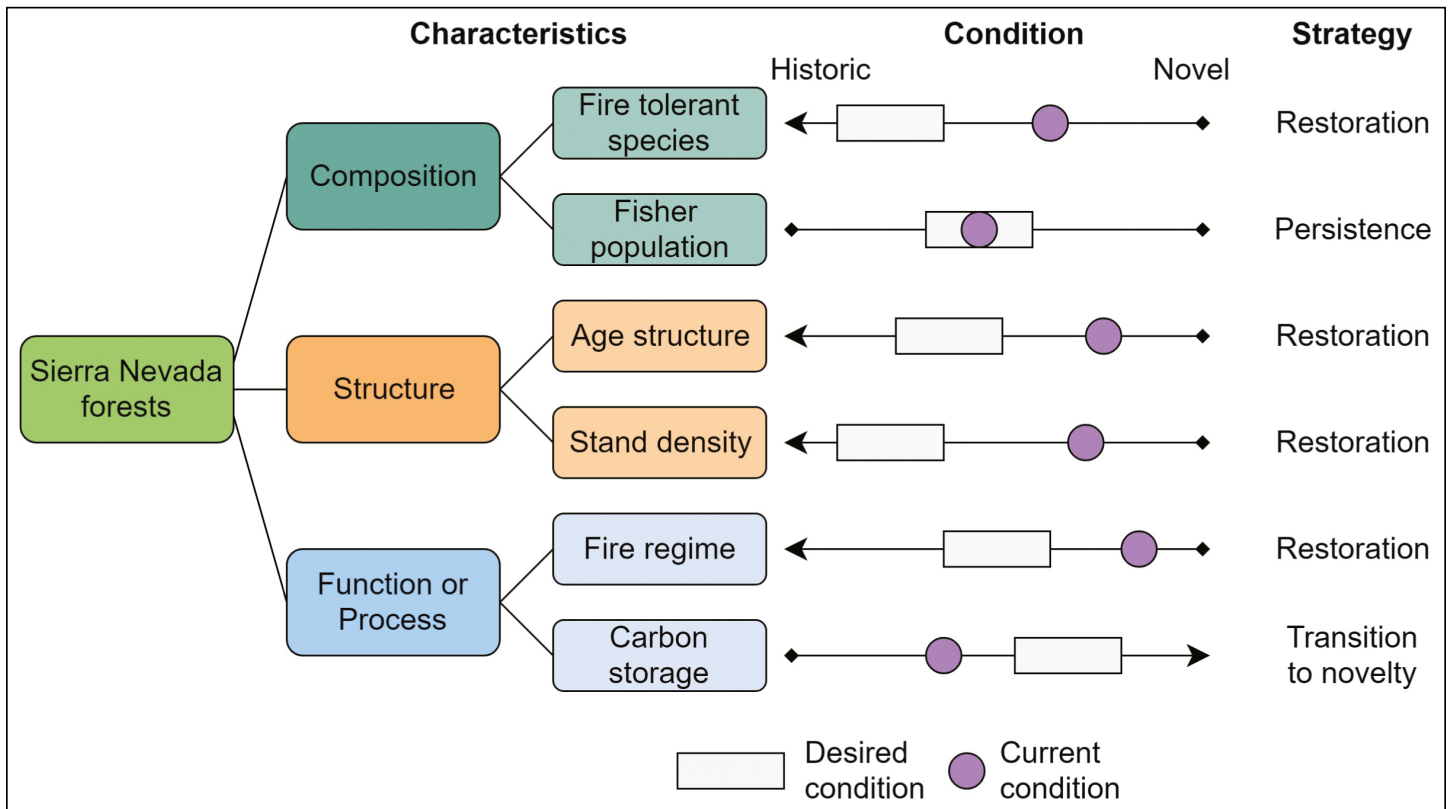 Characteristics
Condition
Strategy
Historic
Novel
Fire tolerant
species
Restoration
Composition
Fisher
population
Persistence
Age structure
Restoration
Sierra Nevada
forests
Structure
Stand density
Restoration
Fire regime
Restoration
Function or
Process
Carbon
storage
Transition
to novelty
Desired
condition
Current
condition